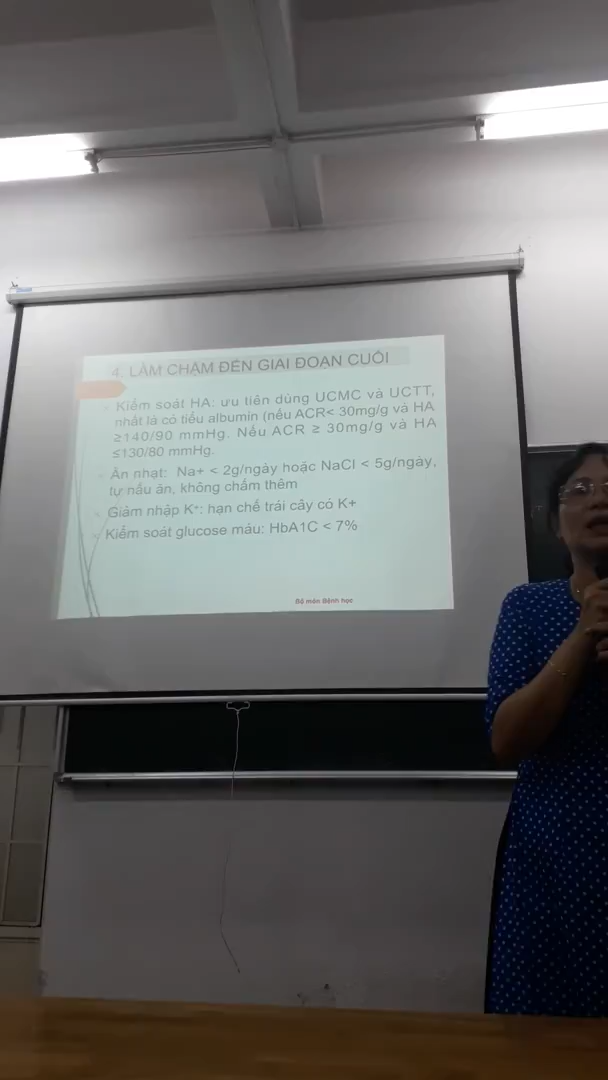 4. LÀM CHẬM ĐẾN GIAI ĐOẠN CUỐI
Kiểm soát HA: ưu tiên dùng UCMC và UCTT,
nhất là có tiểu albumin (nếu ACR< 30mg/g và HA
≥140/90 mmHg. Nếu ACR ≥ 30mg/g và HA
≤130/80 mmHg.
Ăn nhạt: Na+ < 2g/ngày hoặc NaCl < 5g/ngày,
tự nấu ăn, không chấm thêm
Giảm nhập K⁺: hạn chế trái cây có K+
Kiểm soát glucose máu: HbA1C < 7%
Bộ môn Bệnh học